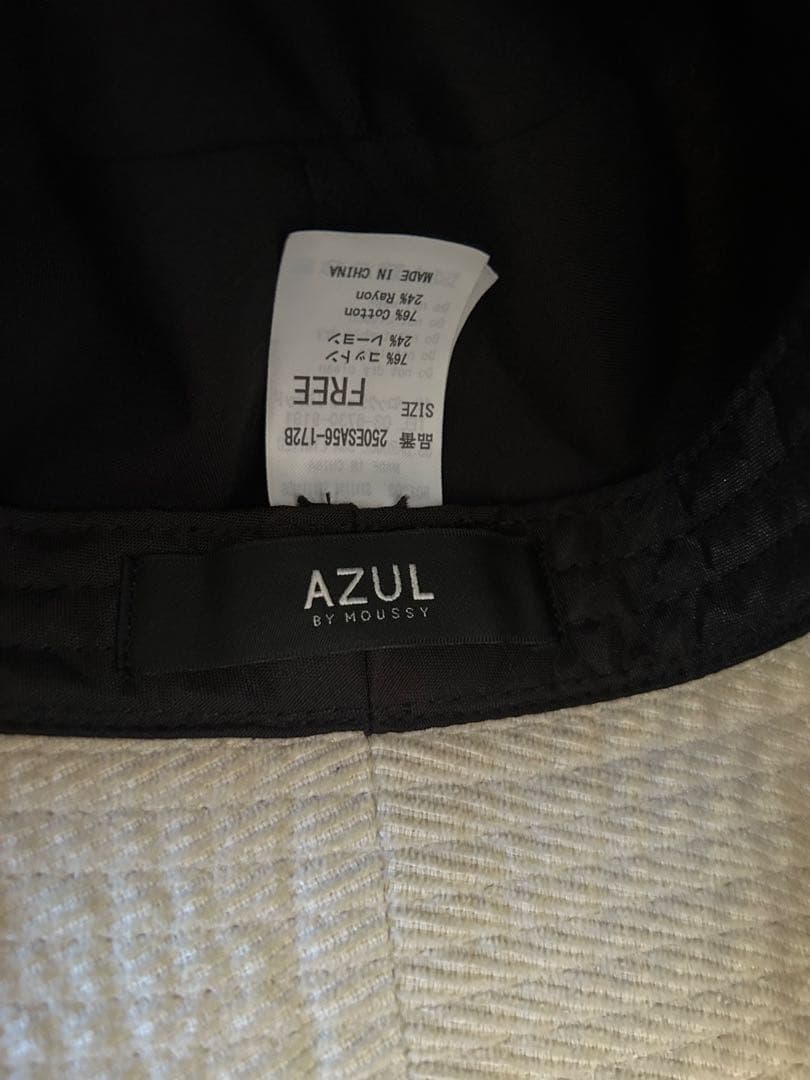 品番 250ESA56-172B
SIZE
FREE
76% コットン
24% レーヨン
76% Cotton
24% Rayon
MADE IN CHINA
AZUL
BY MOUSSY